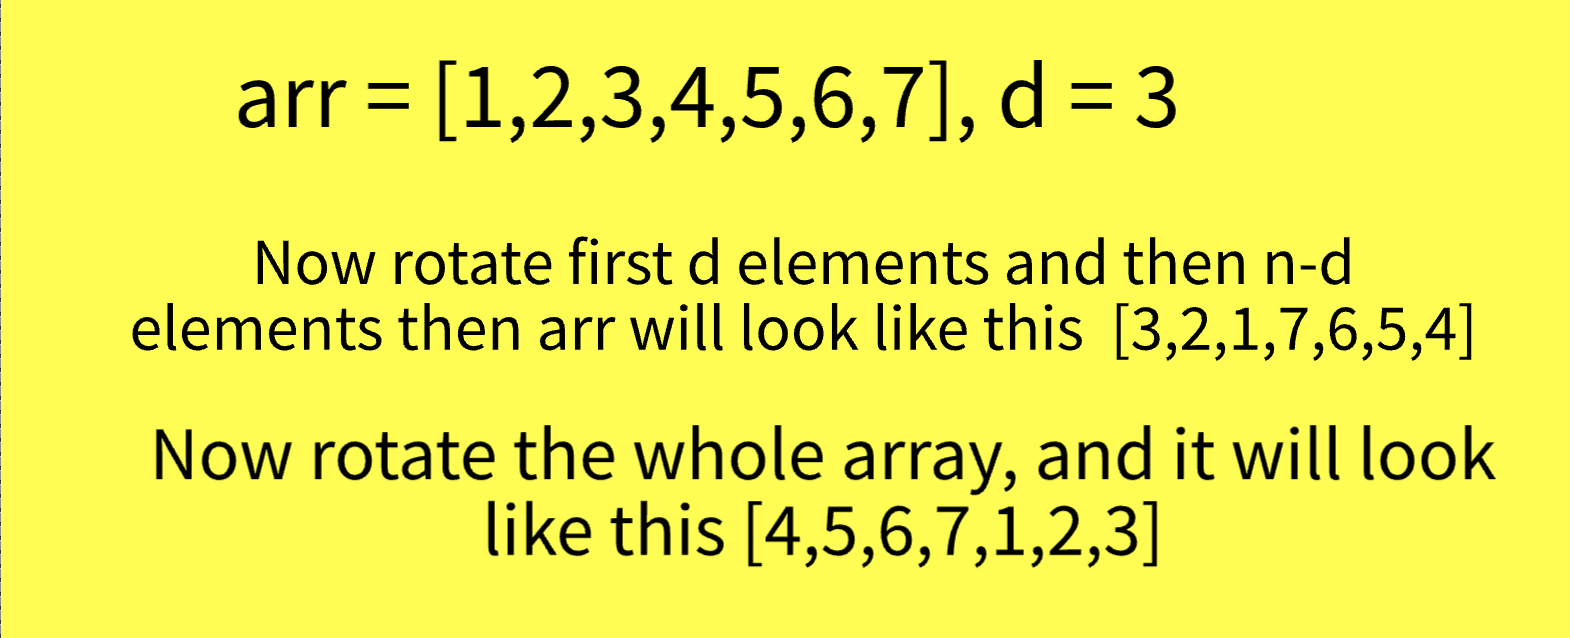 arr = [1,2,3,4,5,6,7], d = 3
Now rotate first d elements and then n-d
elements then arr will look like this [3,2,1,7,6,5,4]
Now rotate the whole array, and it will look
like this [4,5,6,7,1,2,3]